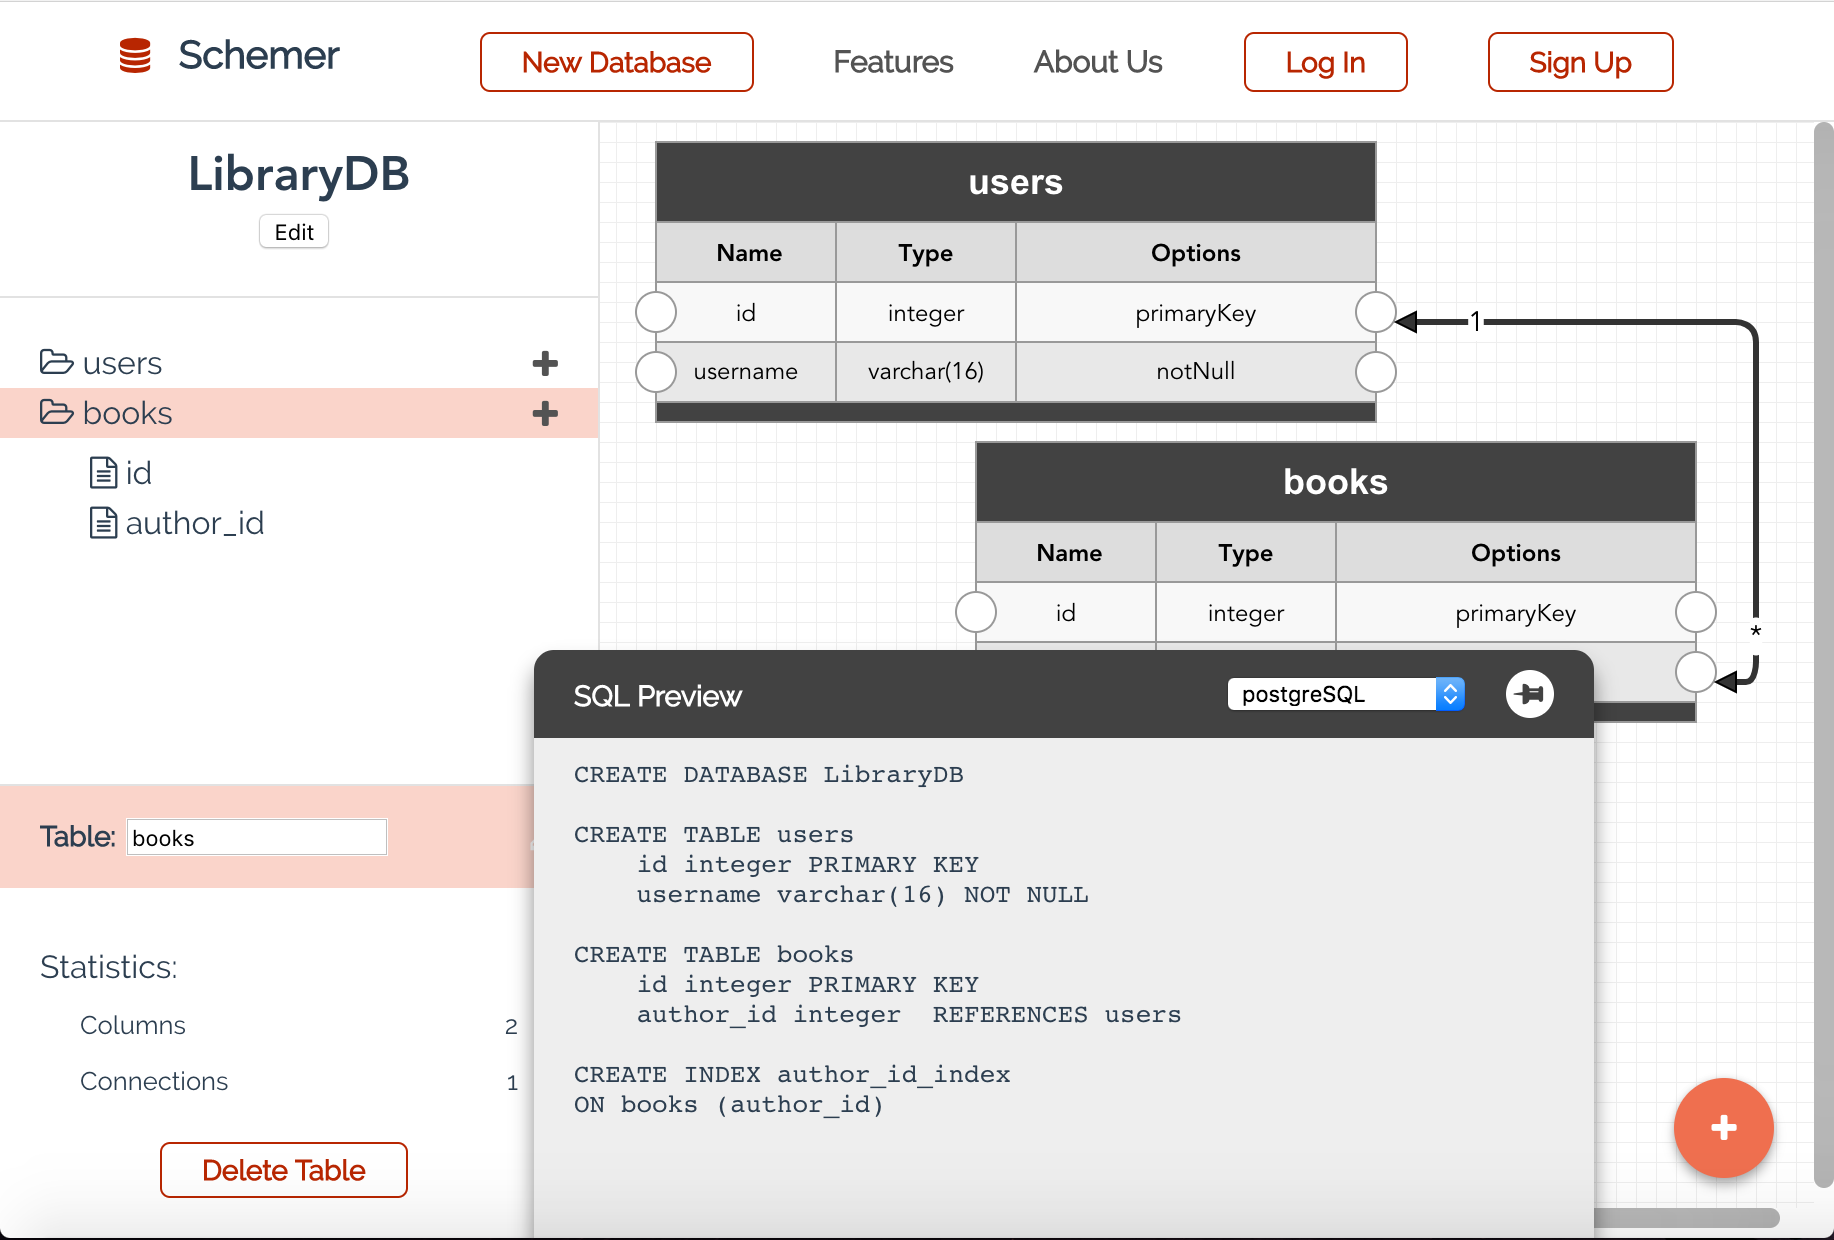 Schemer
New Database
Features
About Us
Log In
Sign Up
LibraryDB
Edit
users
books
id
author_id
Table: books
Statistics:
Columns 2
Connections 1
Delete Table
users
Name Type Options
id integer primaryKey
username varchar(16) notNull
1
books
Name Type Options
id integer primaryKey
*
SQL Preview
postgreSQL
CREATE DATABASE LibraryDB
CREATE TABLE users
id integer PRIMARY KEY
username varchar(16) NOT NULL
CREATE TABLE books
id integer PRIMARY KEY
author_id integer  REFERENCES users
CREATE INDEX author_id_index
ON books (author_id)